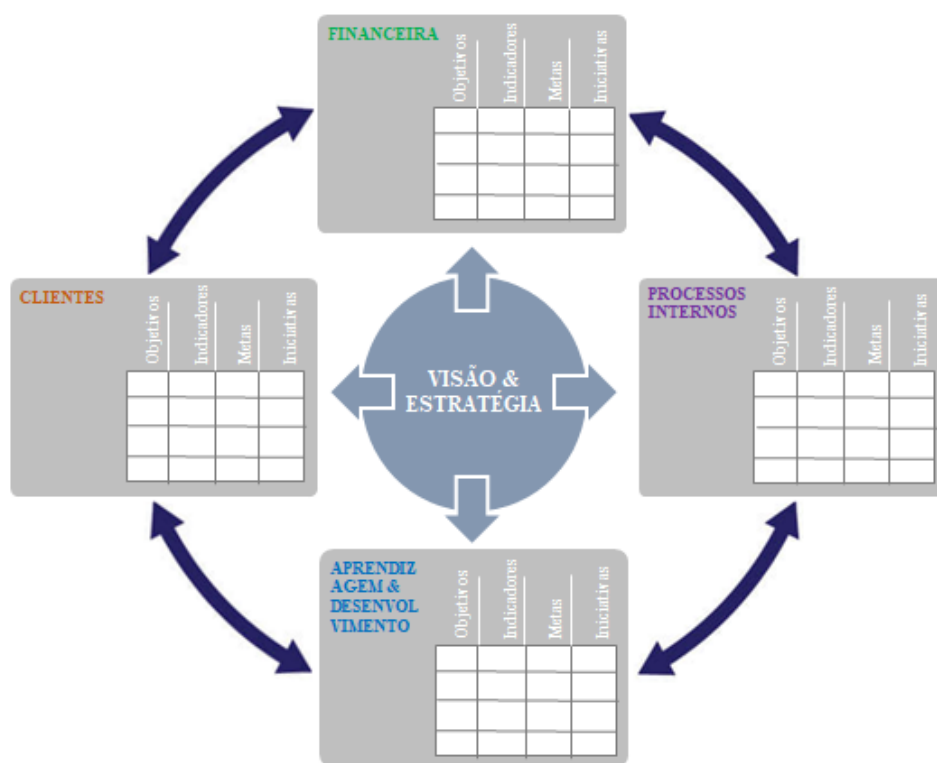 FINANCEIRA
Objetivos
Indicadores
Metas
Iniciativas
CLIENTES
Objetivos
Indicadores
Metas
Iniciativas
VISÃO &
ESTRATÉGIA
PROCESSOS
INTERNOS
Objetivos
Indicadores
Metas
Iniciativas
APRENDIZ
AGEM &
DESENVOL
VIMENTO
Objetivos
Indicadores
Metas
Iniciativas